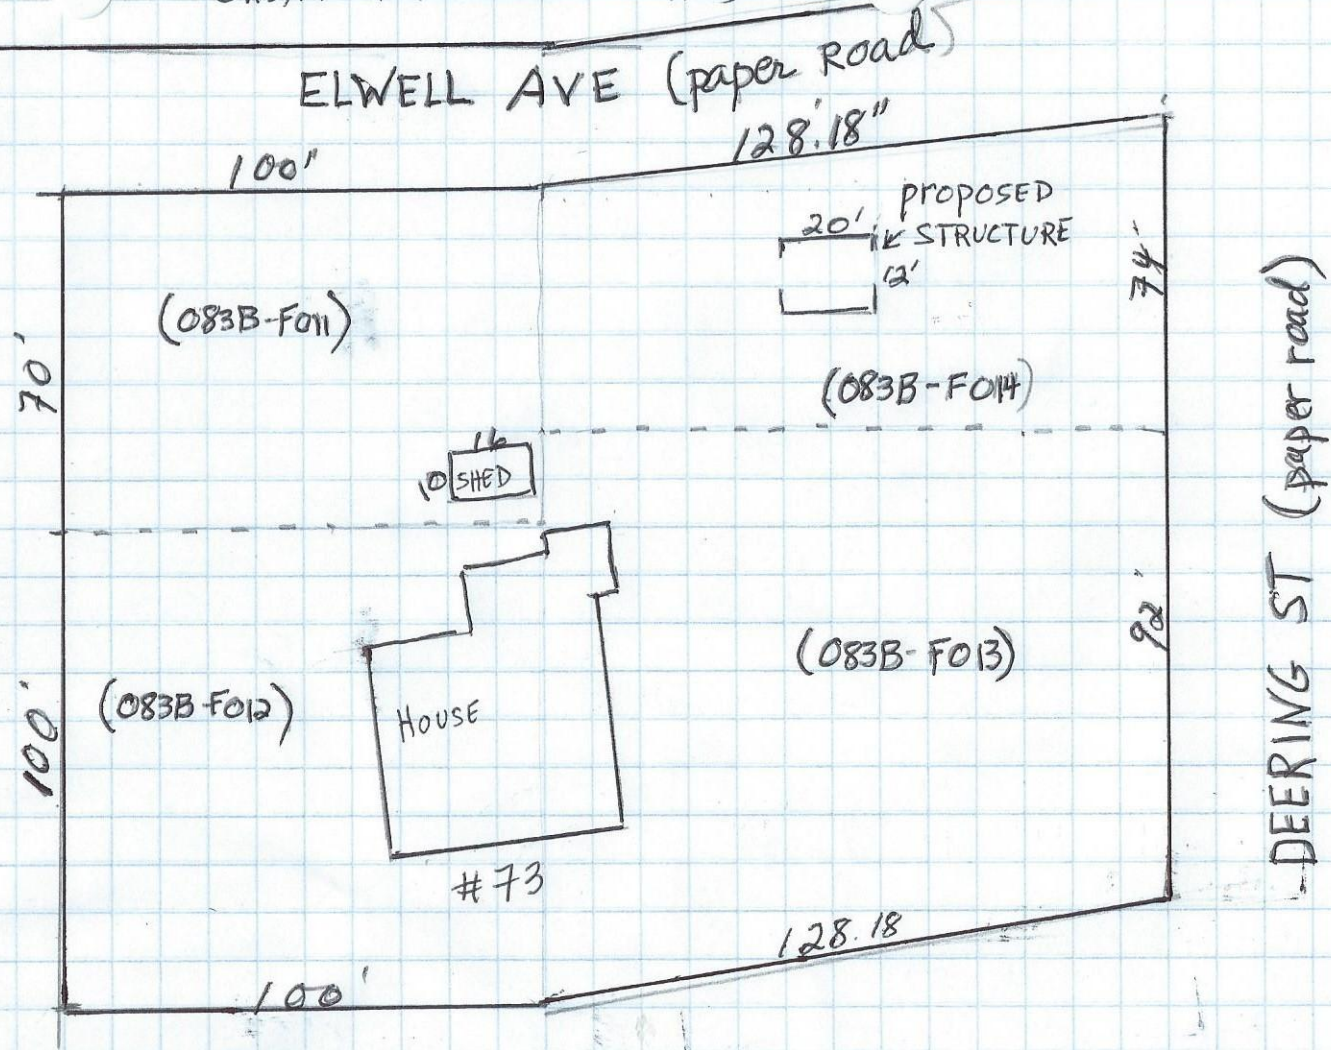 ELWELL AVE (paper Road)
128'.18"
100"
20'
PROPOSED
STRUCTURE
12'
74"
(083B-F011)
70'
(083B-F014)
16
10
SHED
92"
(083B-F013)
(083B-F012)
HOUSE
100'
#73
128.18
100'
DEERING ST (paper road)